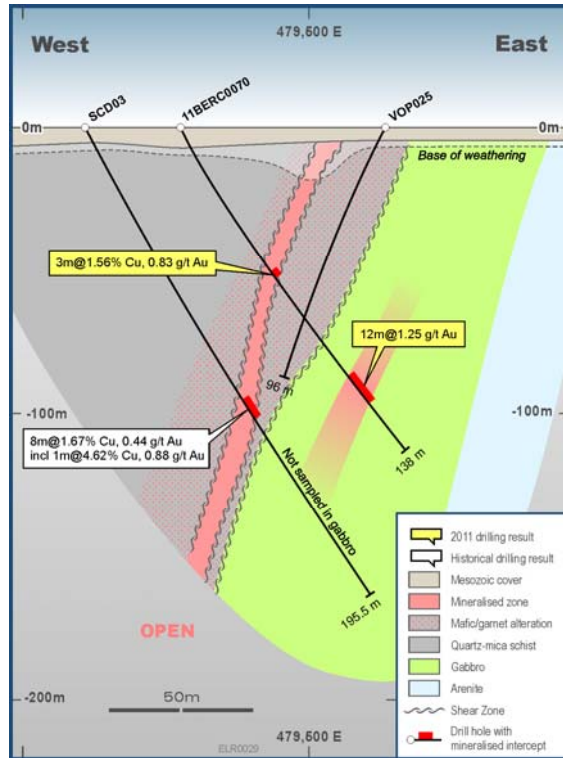 479,500 E
West
East
SCD03
11BERC0070
VOP025
0m
0m
Base of weathering
3m@1.56% Cu, 0.83 g/t Au
12m@1.25 g/t Au
96 m
-100m
-100m
8m@1.67% Cu, 0.44 g/t Au
incl 1m@4.62% Cu, 0.88 g/t Au
138 m
Not sampled in gabbro
195.5 m
OPEN
2011 drilling result
Historical drilling result
Mesozoic cover
Mineralised zone
Mafic/garnet alteration
Quartz-mica schist
Gabbro
Arenite
Shear Zone
Drill hole with
mineralised intercept
-200m
50m
479,500 E
ELR0029